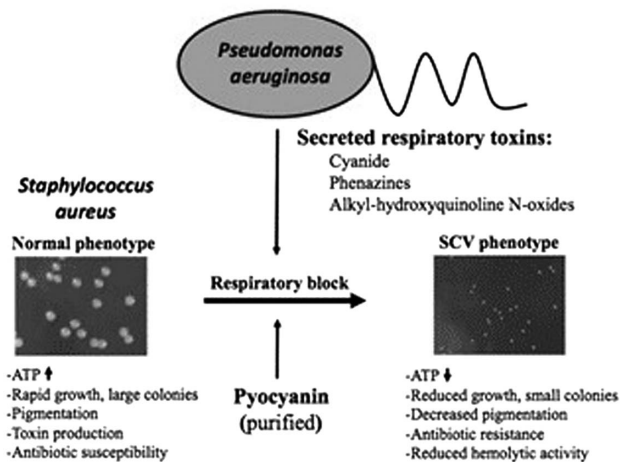 Pseudomonas
aeruginosa
Secreted respiratory toxins:
Cyanide
Phenazines
Alkyl-hydroxyquinoline N-oxides
Staphylococcus
aureus
Normal phenotype
SCV phenotype
Respiratory block
Pyocyanin
(purified)
-ATP ⬆
-Rapid growth, large colonies
-Pigmentation
-Toxin production
-Antibiotic susceptibility
-ATP ⬇
-Reduced growth, small colonies
-Decreased pigmentation
-Antibiotic resistance
-Reduced hemolytic activity